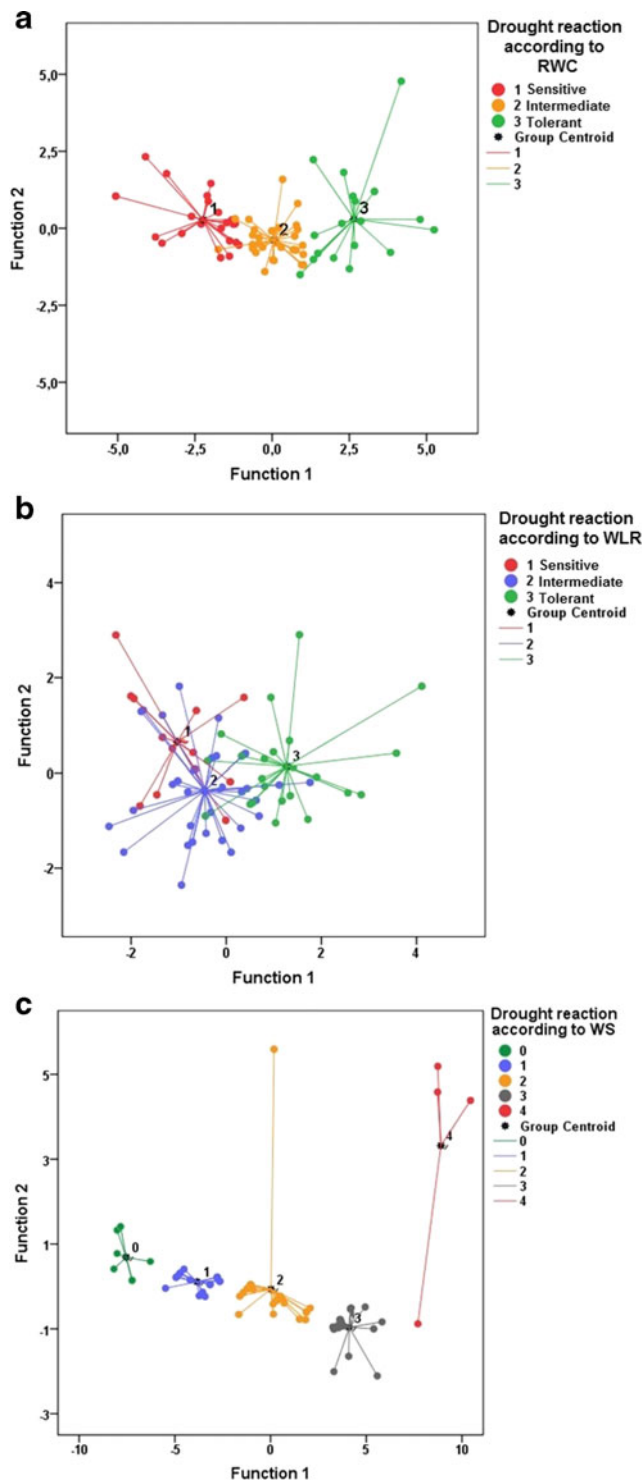 a
Drought reaction
according to
RWC
1 Sensitive
2 Intermediate
3 Tolerant
Group Centroid
1
2
3
5,0
2,5
0,0
-2,5
-5,0
Function 2
1
2
3
-5,0
-2,5
0,0
2,5
5,0
Function 1
b
Drought reaction
according to WLR
1 Sensitive
2 Intermediate
3 Tolerant
Group Centroid
1
2
3
4
2
0
-2
Function 2
1
2
3
-2
0
2
4
Function 1
c
Drought reaction
according to WS
0
1
2
3
4
Group Centroid
0
1
2
3
4
5
3
1
-1
-3
Function 2
0
1
2
3
4
-10
-5
0
5
10
Function 1